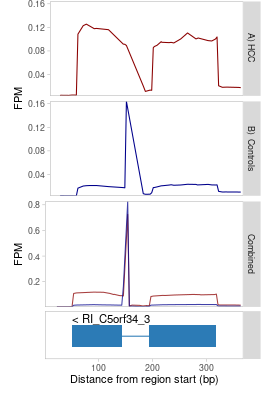 0.16
0.12
0.08
0.04
FPM
A) HCC
0.16
0.12
0.08
0.04
B) Controls
0.8
0.6
0.4
0.2
FPM
Combined
< RI_C5orf34_3
100
200
300
Distance from region start (bp)